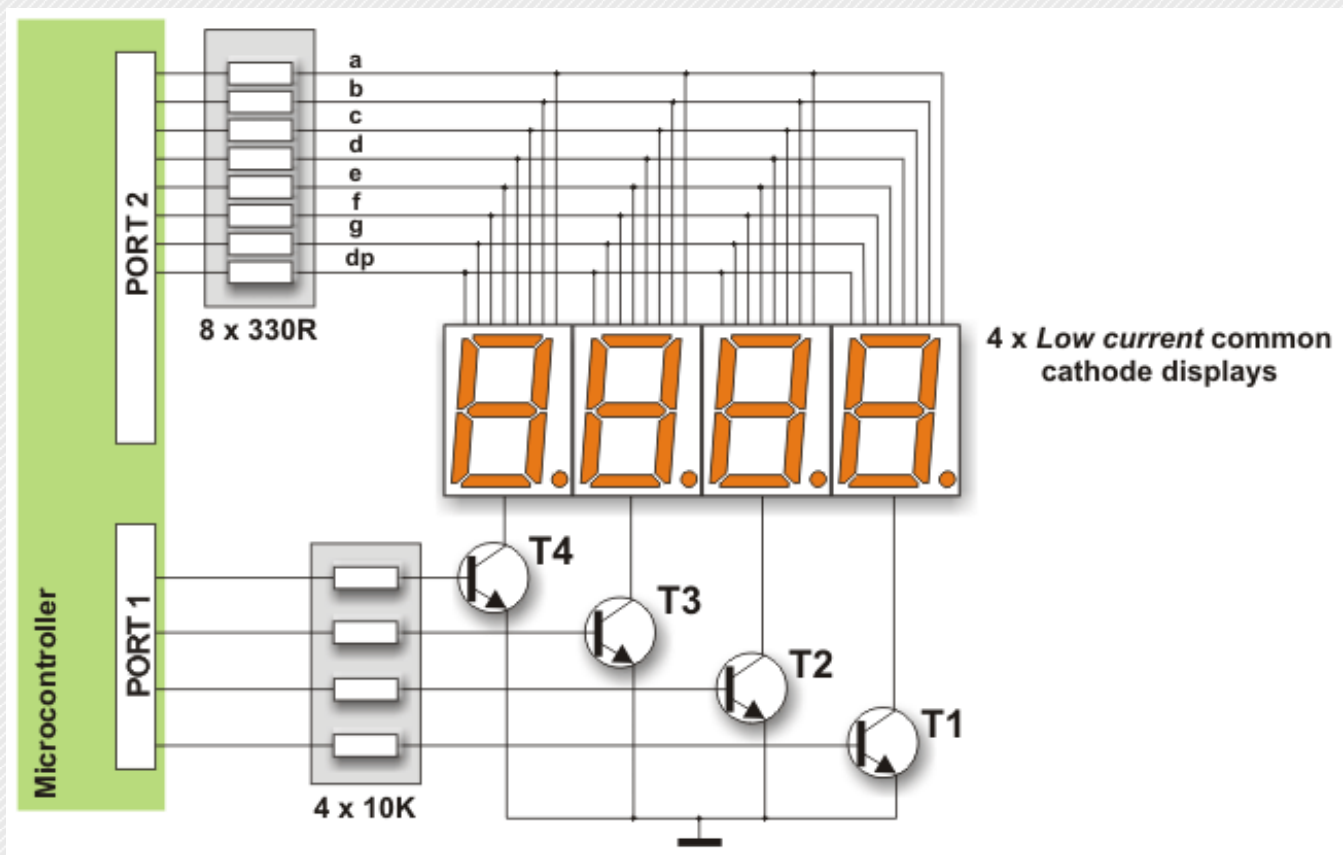 a
b
c
d
e
f
g
dp
PORT 2
8 x 330R
4 x Low current common
cathode displays
T4
T3
T2
T1
PORT 1
Microcontroller
4 x 10K